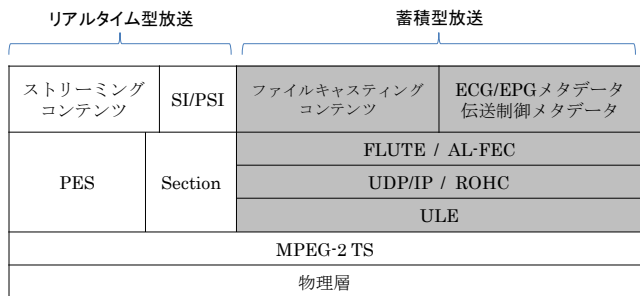 リアルタイム型放送
蓄積型放送
ストリーミング
コンテンツ
SI/PSI
ファイルキャスティング
コンテンツ
ECG/EPGメタデータ
伝送制御メタデータ
PES
Section
FLUTE / AL-FEC
UDP/IP / ROHC
ULE
MPEG-2 TS
物理層